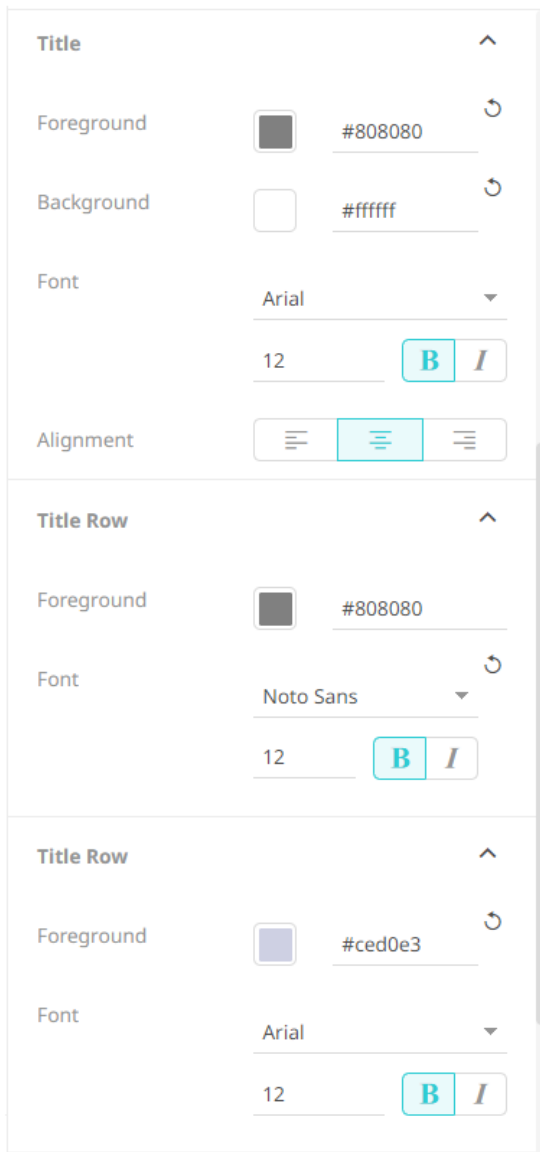 Title
Foreground #808080
Background #ffffff
Font
Arial
12 B I
Alignment
Title Row
Foreground #808080
Font
Noto Sans
12 B I
Title Row
Foreground #ced0e3
Font
Arial
12 B I